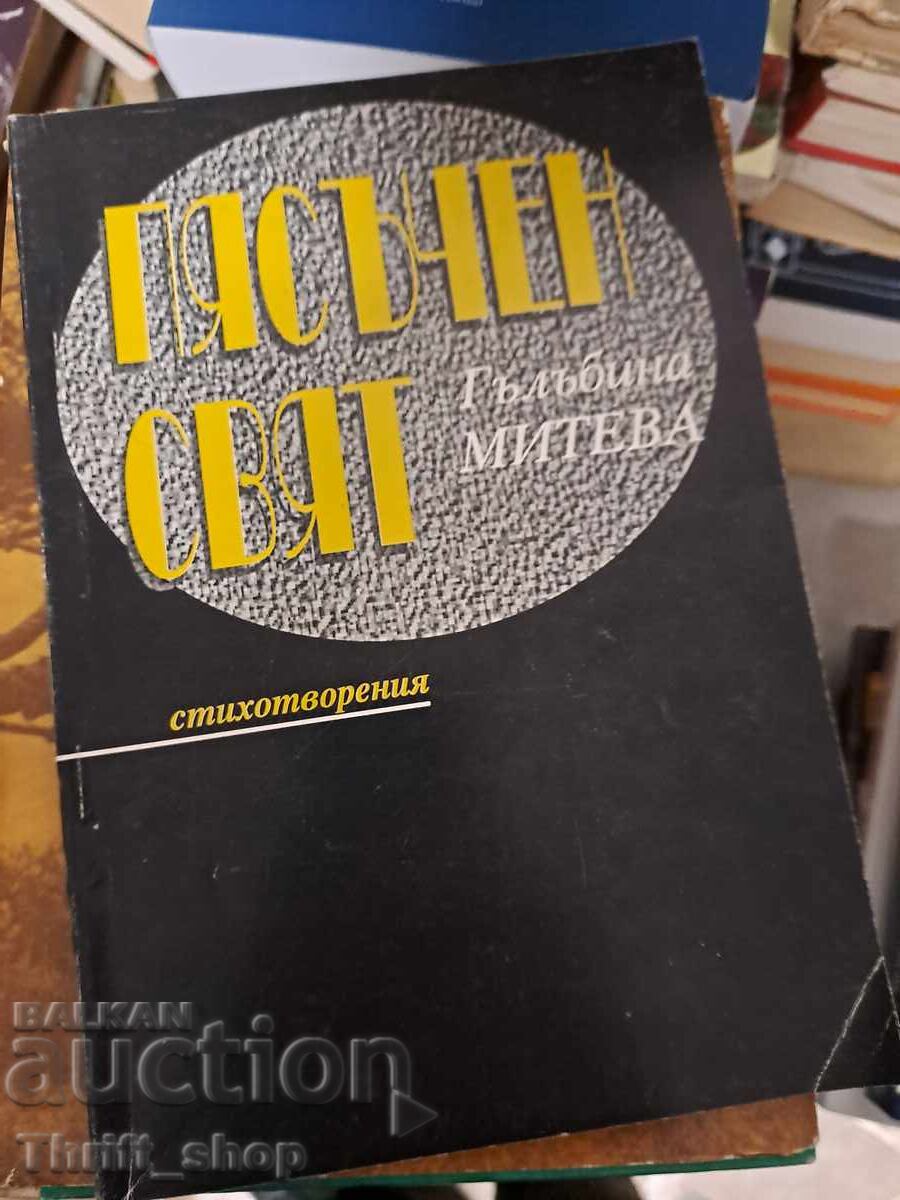 ПЯСЪЧЕН
СВЯТ
Гълъбина
МИТЕВА
стихотворения
BALKAN
auction
Thrift_shop